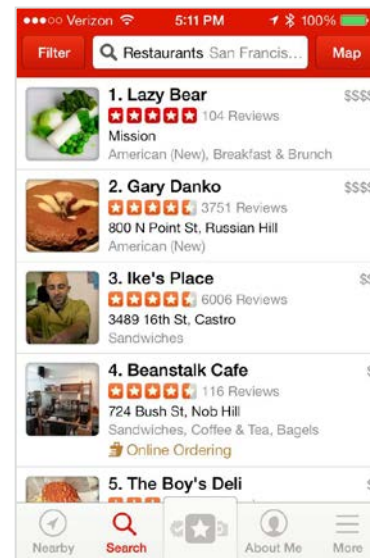 Verizon 5:11 PM 100%
Filter Restaurants San Francis... Map
1. Lazy Bear $$$$
104 Reviews
Mission
American (New), Breakfast & Brunch
2. Gary Danko $$$$
3751 Reviews
800 N Point St, Russian Hill
American (New)
3. Ike's Place $$
6006 Reviews
3489 16th St, Castro
Sandwiches
4. Beanstalk Cafe $
116 Reviews
724 Bush St, Nob Hill
Sandwiches, Coffee & Tea, Bagels
Online Ordering
5. The Boy's Deli $
Nearby Search About Me More